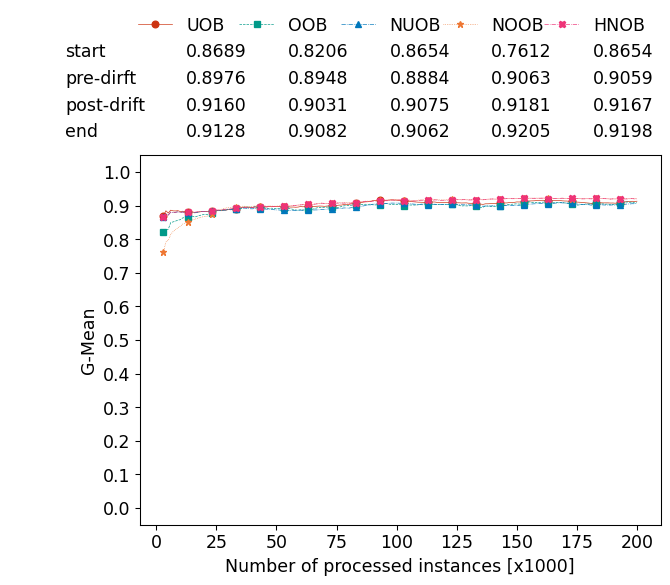 UOB OOB NUOB NOOB HNOB
start 0.8689 0.8206 0.8654 0.7612 0.8654
pre-dirft 0.8976 0.8948 0.8884 0.9063 0.9059
post-drift 0.9160 0.9031 0.9075 0.9181 0.9167
end 0.9128 0.9082 0.9062 0.9205 0.9198
1.0
0.9
0.8
0.7
0.6
0.5
0.4
0.3
0.2
0.1
0.0
G-Mean
0 25 50 75 100 125 150 175 200
Number of processed instances [x1000]